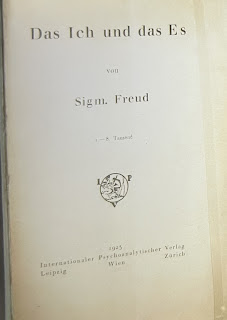 Das Ich und das Es
von
Sigm. Freud
Tausend
I P
1923
Internationaler Psychoanalytischer Verlag
Leipzig Wien Zürich